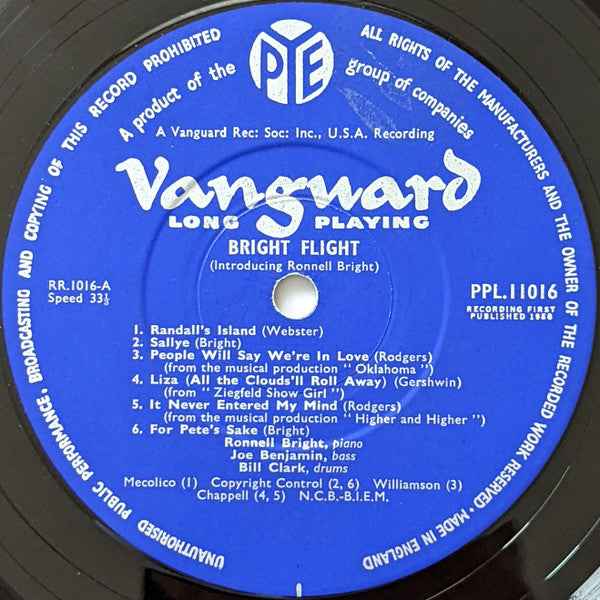 UNAUTHORISED PUBLIC PERFORMANCE, BROADCASTING AND COPYING OF THIS RECORD PROHIBITED
ALL RIGHTS OF THE MANUFACTURERS AND THE OWNER OF THE RECORDED WORK RESERVED · MADE IN ENGLAND
A product of the PYE group of companies
A Vanguard Rec: Soc: Inc., U.S.A. Recording
Vanguard
LONG PLAYING
BRIGHT FLIGHT
(Introducing Ronnell Bright)
RR.1016-A
Speed 33⅓
PPL.11016
RECORDING FIRST
PUBLISHED 1958
1. Randall's Island (Webster)
2. Sallye (Bright)
3. People Will Say We're In Love (Rodgers)
(from the musical production " Oklahoma ")
4. Liza (All the Clouds'll Roll Away) (Gershwin)
(from " Ziegfeld Show Girl ")
5. It Never Entered My Mind (Rodgers)
(from the musical production " Higher and Higher ")
6. For Pete's Sake (Bright)
Ronnell Bright, piano
Joe Benjamin, bass
Bill Clark, drums
Mecolico (1) Copyright Control (2, 6) Williamson (3)
Chappell (4, 5) N.C.B.-B.I.E.M.